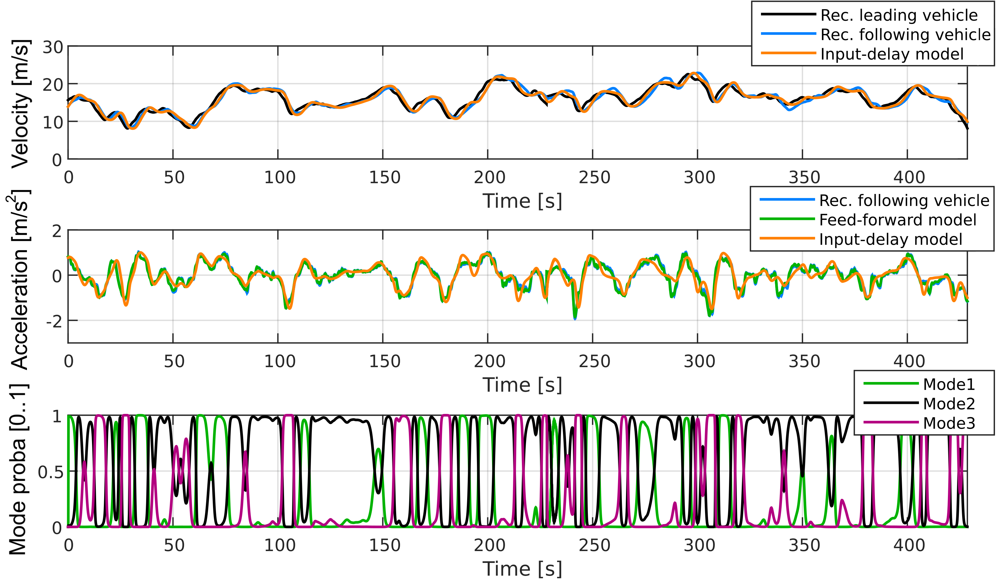 Rec. leading vehicle
Rec. following vehicle
Input-delay model
Velocity [m/s]
30
20
10
0
0 50 100 150 200 250 300 350 400
Time [s]
Rec. following vehicle
Feed-forward model
Input-delay model
Acceleration [m/s²]
2
0
-2
0 50 100 150 200 250 300 350 400
Time [s]
Mode1
Mode2
Mode3
Mode proba [0..1]
1
0.5
0
0 50 100 150 200 250 300 350 400
Time [s]